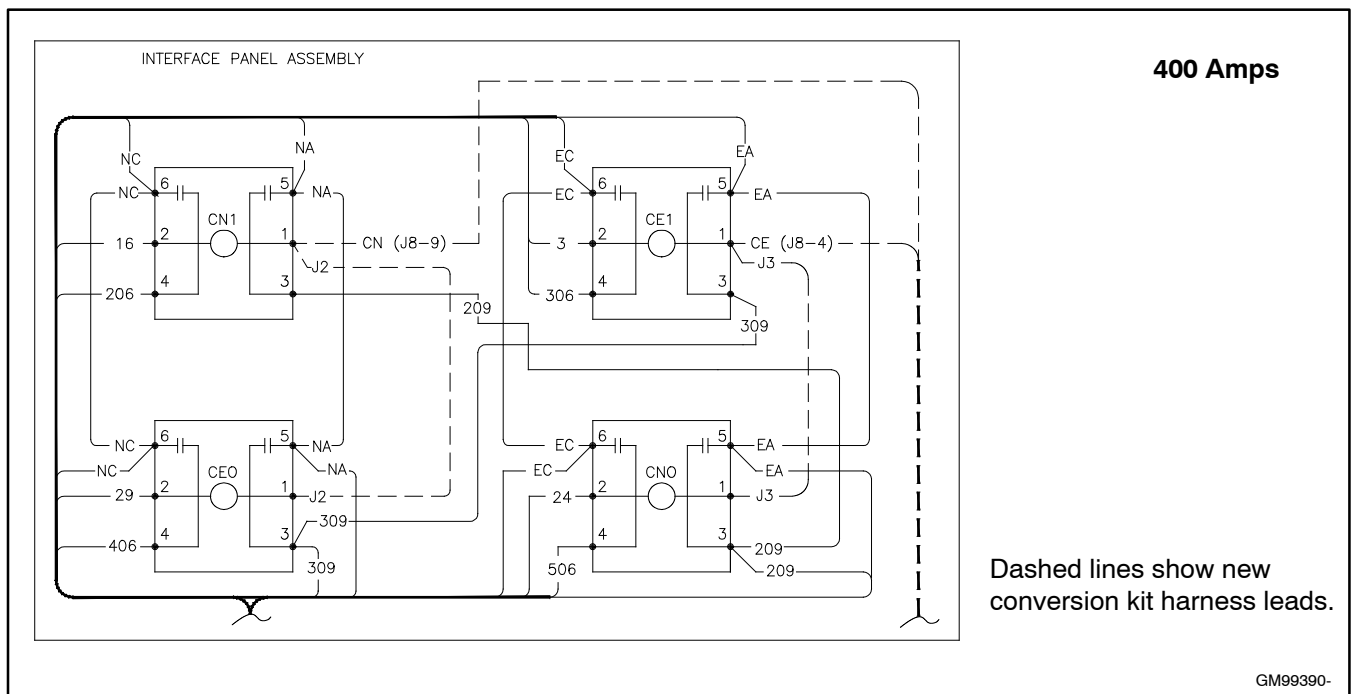 INTERFACE PANEL ASSEMBLY
400 Amps
NC
NA
EC
EA
NC 6 5 NA
EC 6 5 EA
CN1
CE1
16 2 1 CN (J8-9)
3 2 1 CE (J8-4)
J2
J3
4 3
4 3
206
209
306
309
NC 6 5 NA
EC 6 5 EA
NC NA
EC EA
CEO
CNO
29 2 1 J2
24 2 1 J3
4 3 309
4 3
406
209
309
506
209
Dashed lines show new
conversion kit harness leads.
GM99390-